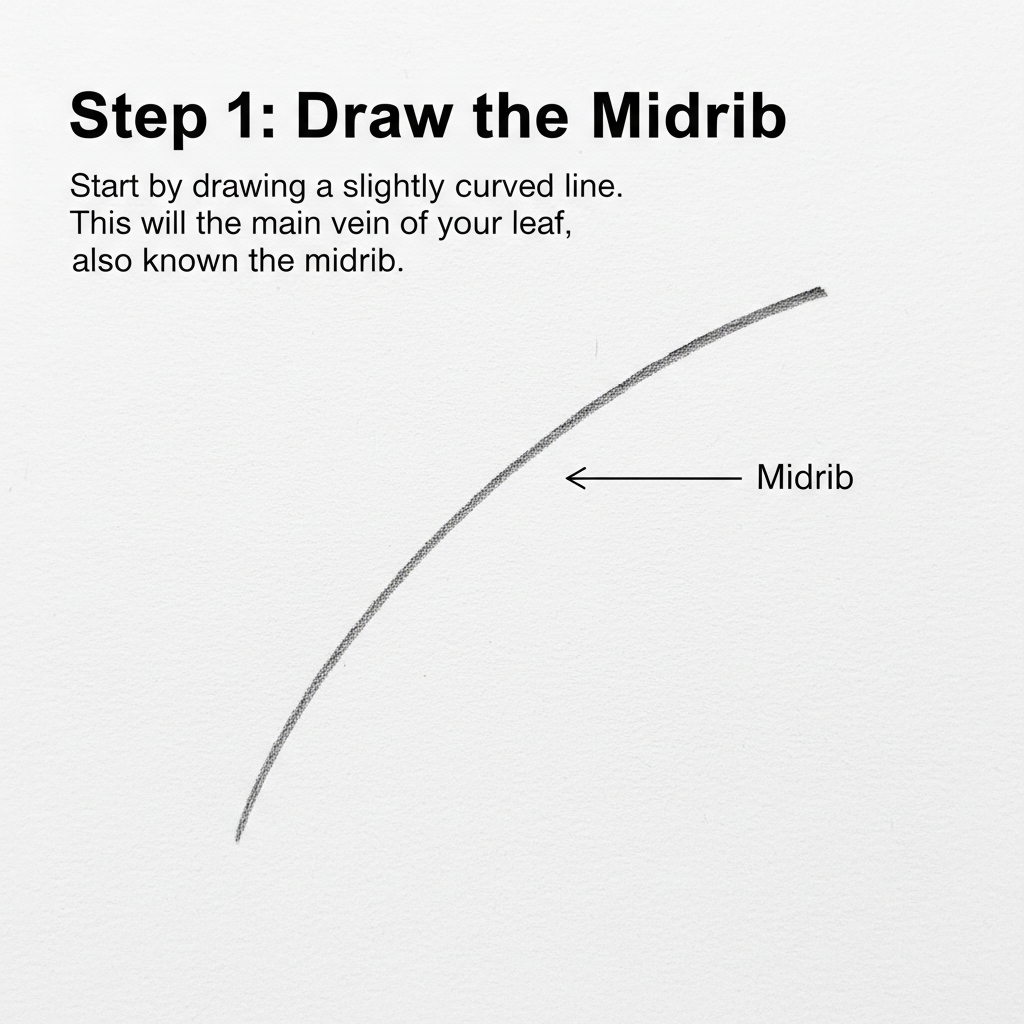 Step 1: Draw the Midrib
Start by drawing a slightly curved line.
This will the main vein of your leaf,
also known the midrib.
Midrib